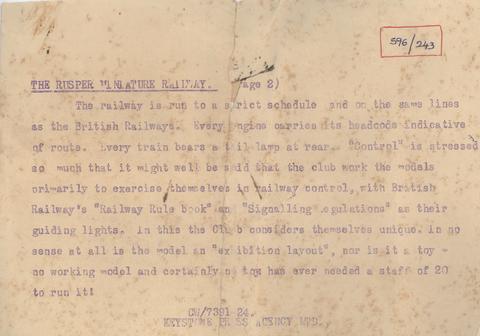 596/243
THE RUSPER MINIATURE RAILWAY. (Page 2)
The railway is run to a strict schedule and on the same lines
as the British Railways. Every engine carries its headcode indicative
of route. Every train bears a tail lamp at rear. "Control" is stressed
so much that it might well be said that the club work the models
primarily to exercise themselves in railway control, with British
Railway's "Railway Rule book" and "Signalling regulations" as their
guiding lights. In this the Club considers themselves unique. In no
sense at all is the model an "exhibition layout", nor is it a toy -
no working model and certainly no toy has ever needed a staff of 20
to run it!
CW/7391 24.
KEYSTONE PRESS AGENCY